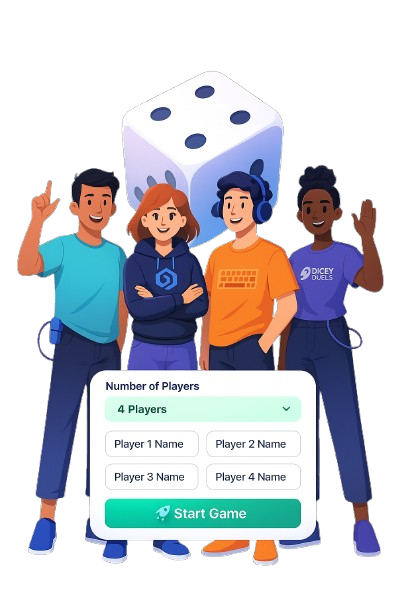 DICEY
DUELS
Number of Players
4 Players
Player 1 Name
Player 2 Name
Player 3 Name
Player 4 Name
Start Game